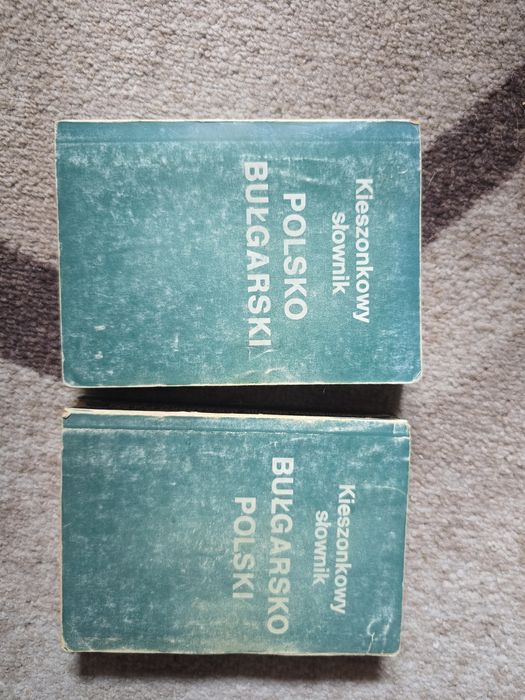 Kieszonkowy
słownik
POLSKO
BUŁGARSKI
Kieszonkowy
słownik
BUŁGARSKO
POLSKI